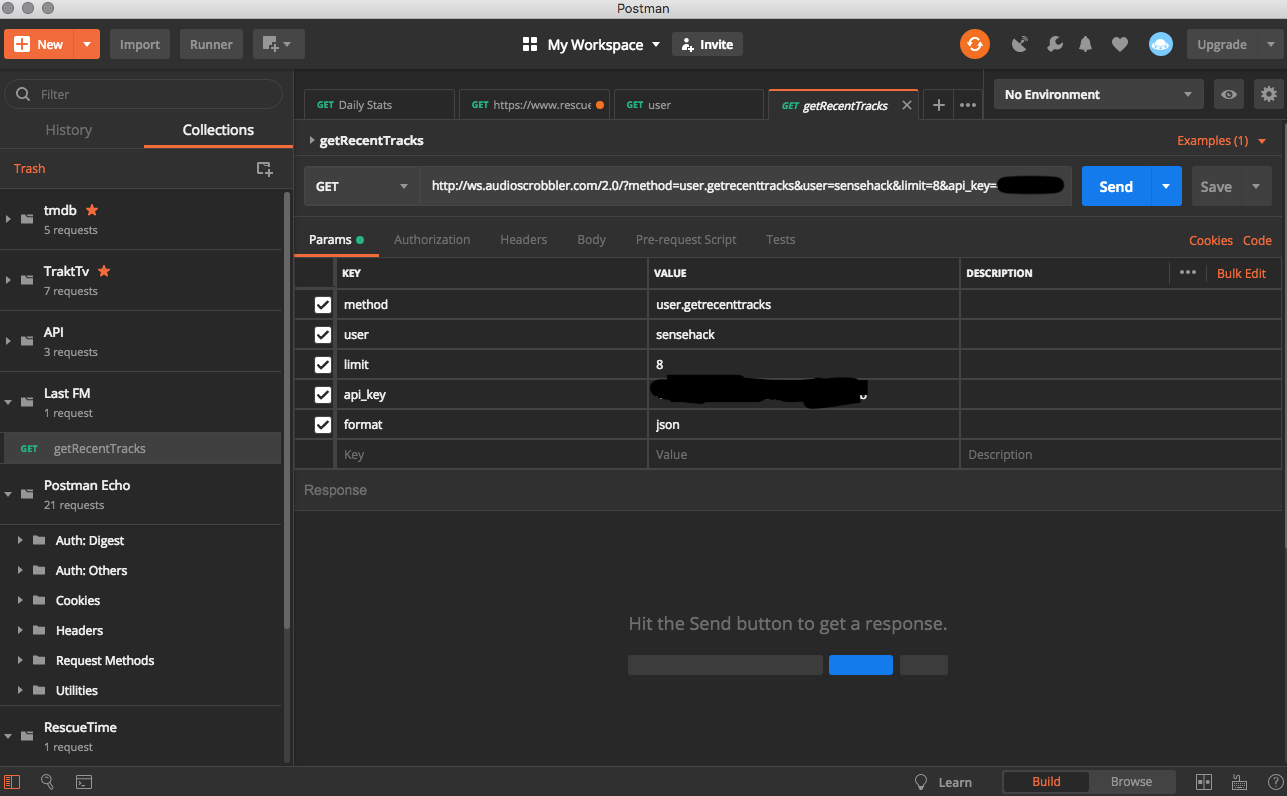 Postman
New
Import
Runner
My Workspace
Invite
Upgrade
Filter
History
Collections
Trash
tmdb
5 requests
TraktTv
7 requests
API
3 requests
Last FM
1 request
GET getRecentTracks
Postman Echo
21 requests
Auth: Digest
Auth: Others
Cookies
Headers
Request Methods
Utilities
RescueTime
1 request
GET Daily Stats
GET https://www.rescue
GET user
GET getRecentTracks
No Environment
getRecentTracks
Examples (1)
GET
http://ws.audioscrobbler.com/2.0/?method=user.getrecenttracks&user=sensehack&limit=8&api_key=
Send
Save
Params
Authorization
Headers
Body
Pre-request Script
Tests
Cookies
Code
KEY VALUE DESCRIPTION
Bulk Edit
method user.getrecenttracks
user sensehack
limit 8
api_key
format json
Key Value Description
Response
Hit the Send button to get a response.
Learn
Build
Browse